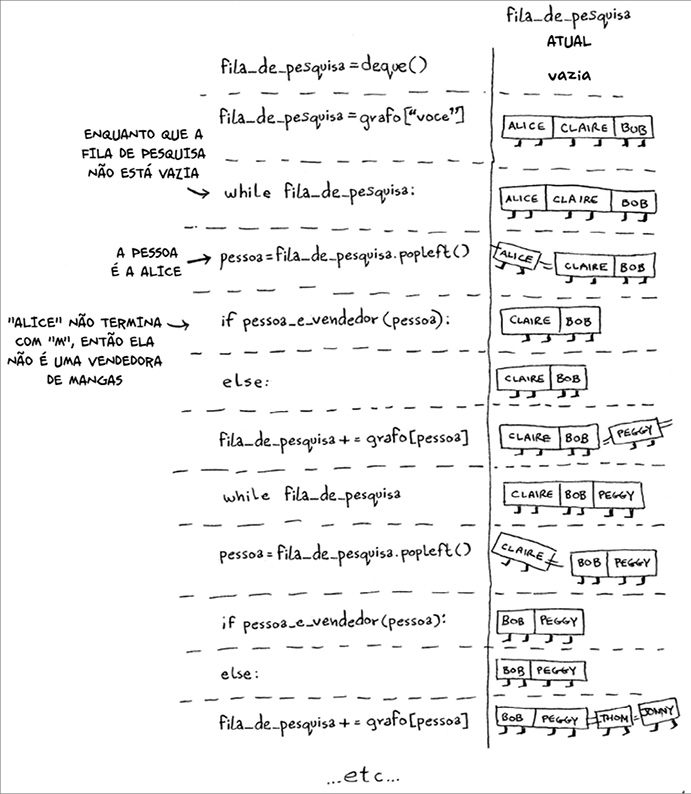 fila_de_pesquisa
ATUAL
fila_de_pesquisa = deque()
vazia
fila_de_pesquisa = grafo["voce"]
ALICE CLAIRE BOB
ENQUANTO QUE A
FILA DE PESQUISA
NÃO ESTÁ VAZIA
while fila_de_pesquisa:
ALICE CLAIRE BOB
A PESSOA
É A ALICE
pessoa = fila_de_pesquisa.popleft()
ALICE CLAIRE BOB
"ALICE" NÃO TERMINA
COM "M", ENTÃO ELA
NÃO É UMA VENDEDORA
DE MANGAS
if pessoa_e_vendedor(pessoa):
CLAIRE BOB
else:
CLAIRE BOB
fila_de_pesquisa += grafo[pessoa]
CLAIRE BOB PEGGY
while fila_de_pesquisa
CLAIRE BOB PEGGY
pessoa = fila_de_pesquisa.popleft()
CLAIRE BOB PEGGY
if pessoa_e_vendedor(pessoa):
BOB PEGGY
else:
BOB PEGGY
fila_de_pesquisa += grafo[pessoa]
BOB PEGGY THOM JONNY
...etc...